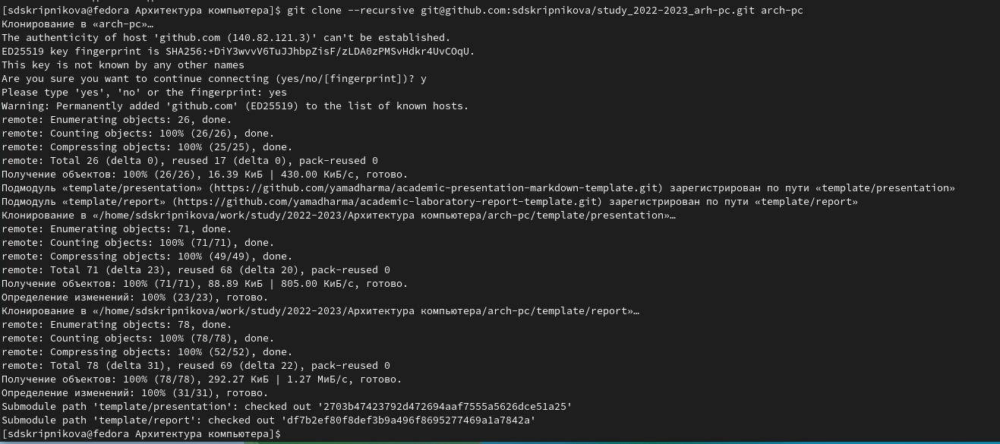 [sdskripnikova@fedora Архитектура компьютера]$ git clone --recursive git@github.com:sdskripnikova/study_2022-2023_arh-pc.git arch-pc
Клонирование в «arch-pc»…
The authenticity of host 'github.com (140.82.121.3)' can't be established.
ED25519 key fingerprint is SHA256:+DiY3wvvV6TuJJhbpZisF/zLDA0zPMSvHdkr4UvCOqU.
This key is not known by any other names
Are you sure you want to continue connecting (yes/no/[fingerprint])? y
Please type 'yes', 'no' or the fingerprint: yes
Warning: Permanently added 'github.com' (ED25519) to the list of known hosts.
remote: Enumerating objects: 26, done.
remote: Counting objects: 100% (26/26), done.
remote: Compressing objects: 100% (25/25), done.
remote: Total 26 (delta 0), reused 17 (delta 0), pack-reused 0
Получение объектов: 100% (26/26), 16.39 КиБ | 430.00 КиБ/с, готово.
Подмодуль «template/presentation» (https://github.com/yamadharma/academic-presentation-markdown-template.git) зарегистрирован по пути «template/presentation»
Подмодуль «template/report» (https://github.com/yamadharma/academic-laboratory-report-template.git) зарегистрирован по пути «template/report»
Клонирование в «/home/sdskripnikova/work/study/2022-2023/Архитектура компьютера/arch-pc/template/presentation»…
remote: Enumerating objects: 71, done.
remote: Counting objects: 100% (71/71), done.
remote: Compressing objects: 100% (49/49), done.
remote: Total 71 (delta 23), reused 68 (delta 20), pack-reused 0
Получение объектов: 100% (71/71), 88.89 КиБ | 805.00 КиБ/с, готово.
Определение изменений: 100% (23/23), готово.
Клонирование в «/home/sdskripnikova/work/study/2022-2023/Архитектура компьютера/arch-pc/template/report»…
remote: Enumerating objects: 78, done.
remote: Counting objects: 100% (78/78), done.
remote: Compressing objects: 100% (52/52), done.
remote: Total 78 (delta 31), reused 69 (delta 22), pack-reused 0
Получение объектов: 100% (78/78), 292.27 КиБ | 1.27 МиБ/с, готово.
Определение изменений: 100% (31/31), готово.
Submodule path 'template/presentation': checked out '2703b47423792d472694aaf7555a5626dce51a25'
Submodule path 'template/report': checked out 'df7b2ef80f8def3b9a496f8695277469a1a7842a'
[sdskripnikova@fedora Архитектура компьютера]$